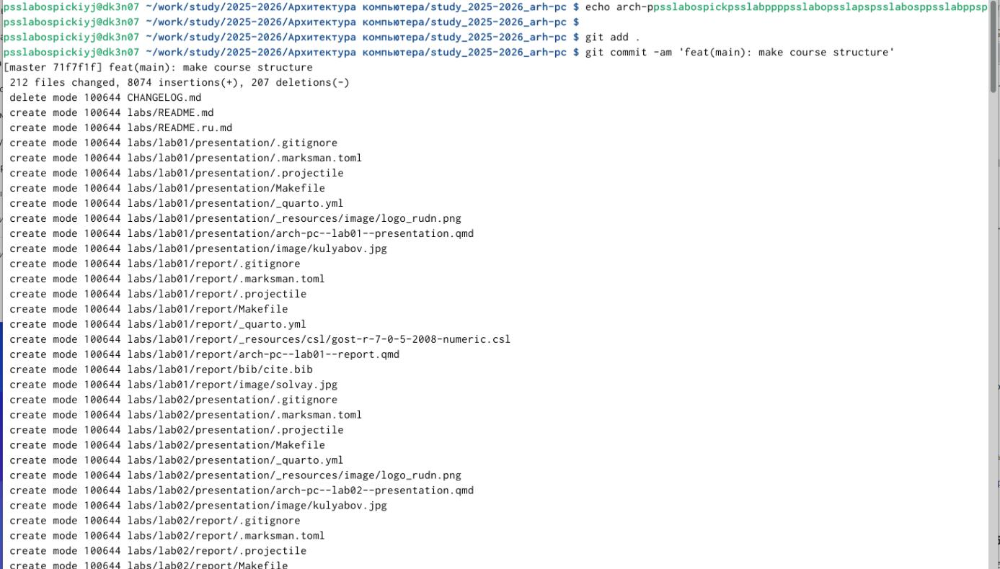 psslabospickiyj@dk3n07 ~/work/study/2025-2026/Архитектура компьютера/study_2025-2026_arh-pc $ echo arch-ppsslabospickpsslabppppsslabopsslapspsslabosppsslabppsp
psslabospickiyj@dk3n07 ~/work/study/2025-2026/Архитектура компьютера/study_2025-2026_arh-pc $
psslabospickiyj@dk3n07 ~/work/study/2025-2026/Архитектура компьютера/study_2025-2026_arh-pc $ git add .
psslabospickiyj@dk3n07 ~/work/study/2025-2026/Архитектура компьютера/study_2025-2026_arh-pc $ git commit -am 'feat(main): make course structure'
[master 71f7f1f] feat(main): make course structure
 212 files changed, 8074 insertions(+), 207 deletions(-)
 delete mode 100644 CHANGELOG.md
 create mode 100644 labs/README.md
 create mode 100644 labs/README.ru.md
 create mode 100644 labs/lab01/presentation/.gitignore
 create mode 100644 labs/lab01/presentation/.marksman.toml
 create mode 100644 labs/lab01/presentation/.projectile
 create mode 100644 labs/lab01/presentation/Makefile
 create mode 100644 labs/lab01/presentation/_quarto.yml
 create mode 100644 labs/lab01/presentation/_resources/image/logo_rudn.png
 create mode 100644 labs/lab01/presentation/arch-pc--lab01--presentation.qmd
 create mode 100644 labs/lab01/presentation/image/kulyabov.jpg
 create mode 100644 labs/lab01/report/.gitignore
 create mode 100644 labs/lab01/report/.marksman.toml
 create mode 100644 labs/lab01/report/.projectile
 create mode 100644 labs/lab01/report/Makefile
 create mode 100644 labs/lab01/report/_quarto.yml
 create mode 100644 labs/lab01/report/_resources/csl/gost-r-7-0-5-2008-numeric.csl
 create mode 100644 labs/lab01/report/arch-pc--lab01--report.qmd
 create mode 100644 labs/lab01/report/bib/cite.bib
 create mode 100644 labs/lab01/report/image/solvay.jpg
 create mode 100644 labs/lab02/presentation/.gitignore
 create mode 100644 labs/lab02/presentation/.marksman.toml
 create mode 100644 labs/lab02/presentation/.projectile
 create mode 100644 labs/lab02/presentation/Makefile
 create mode 100644 labs/lab02/presentation/_quarto.yml
 create mode 100644 labs/lab02/presentation/_resources/image/logo_rudn.png
 create mode 100644 labs/lab02/presentation/arch-pc--lab02--presentation.qmd
 create mode 100644 labs/lab02/presentation/image/kulyabov.jpg
 create mode 100644 labs/lab02/report/.gitignore
 create mode 100644 labs/lab02/report/.marksman.toml
 create mode 100644 labs/lab02/report/.projectile
 create mode 100644 labs/lab02/report/Makefile